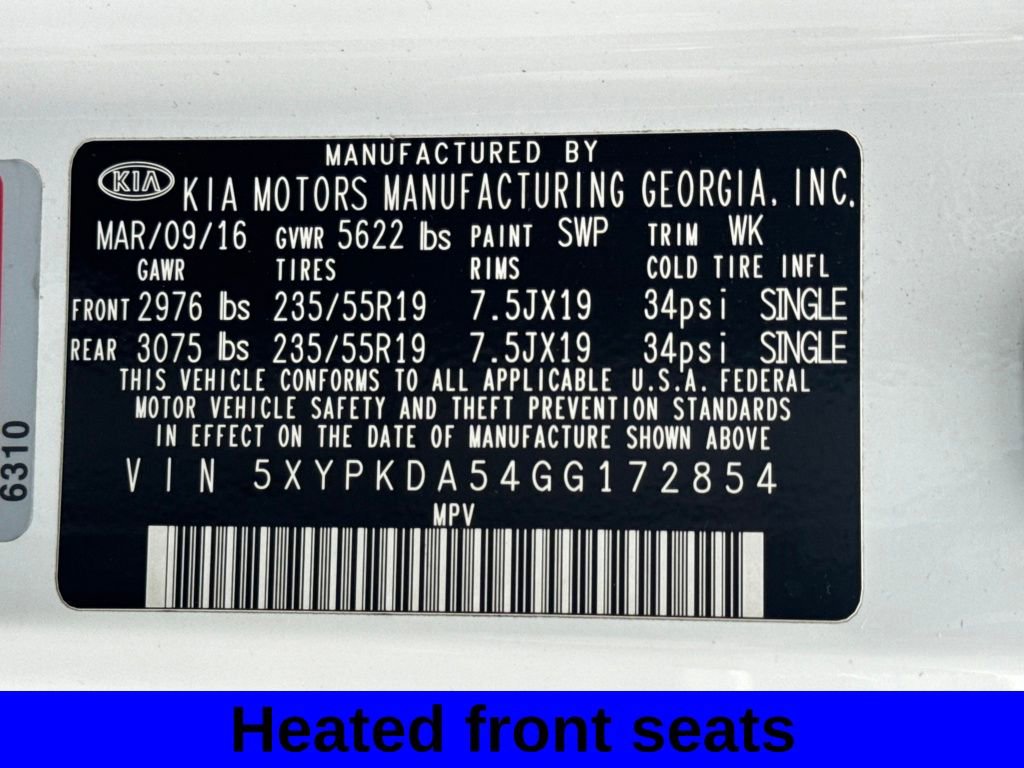 MANUFACTURED BY
KIA KIA MOTORS MANUFACTURING GEORGIA, INC.
MAR/09/16 GVWR 5622 lbs PAINT SWP TRIM WK
GAWR TIRES RIMS COLD TIRE INFL
FRONT 2976 lbs 235/55R19 7.5JX19 34psi SINGLE
REAR 3075 lbs 235/55R19 7.5JX19 34psi SINGLE
THIS VEHICLE CONFORMS TO ALL APPLICABLE U.S.A. FEDERAL
MOTOR VEHICLE SAFETY AND THEFT PREVENTION STANDARDS
IN EFFECT ON THE DATE OF MANUFACTURE SHOWN ABOVE
VIN 5XYPKDA54GG172854
MPV
6310
Heated front seats